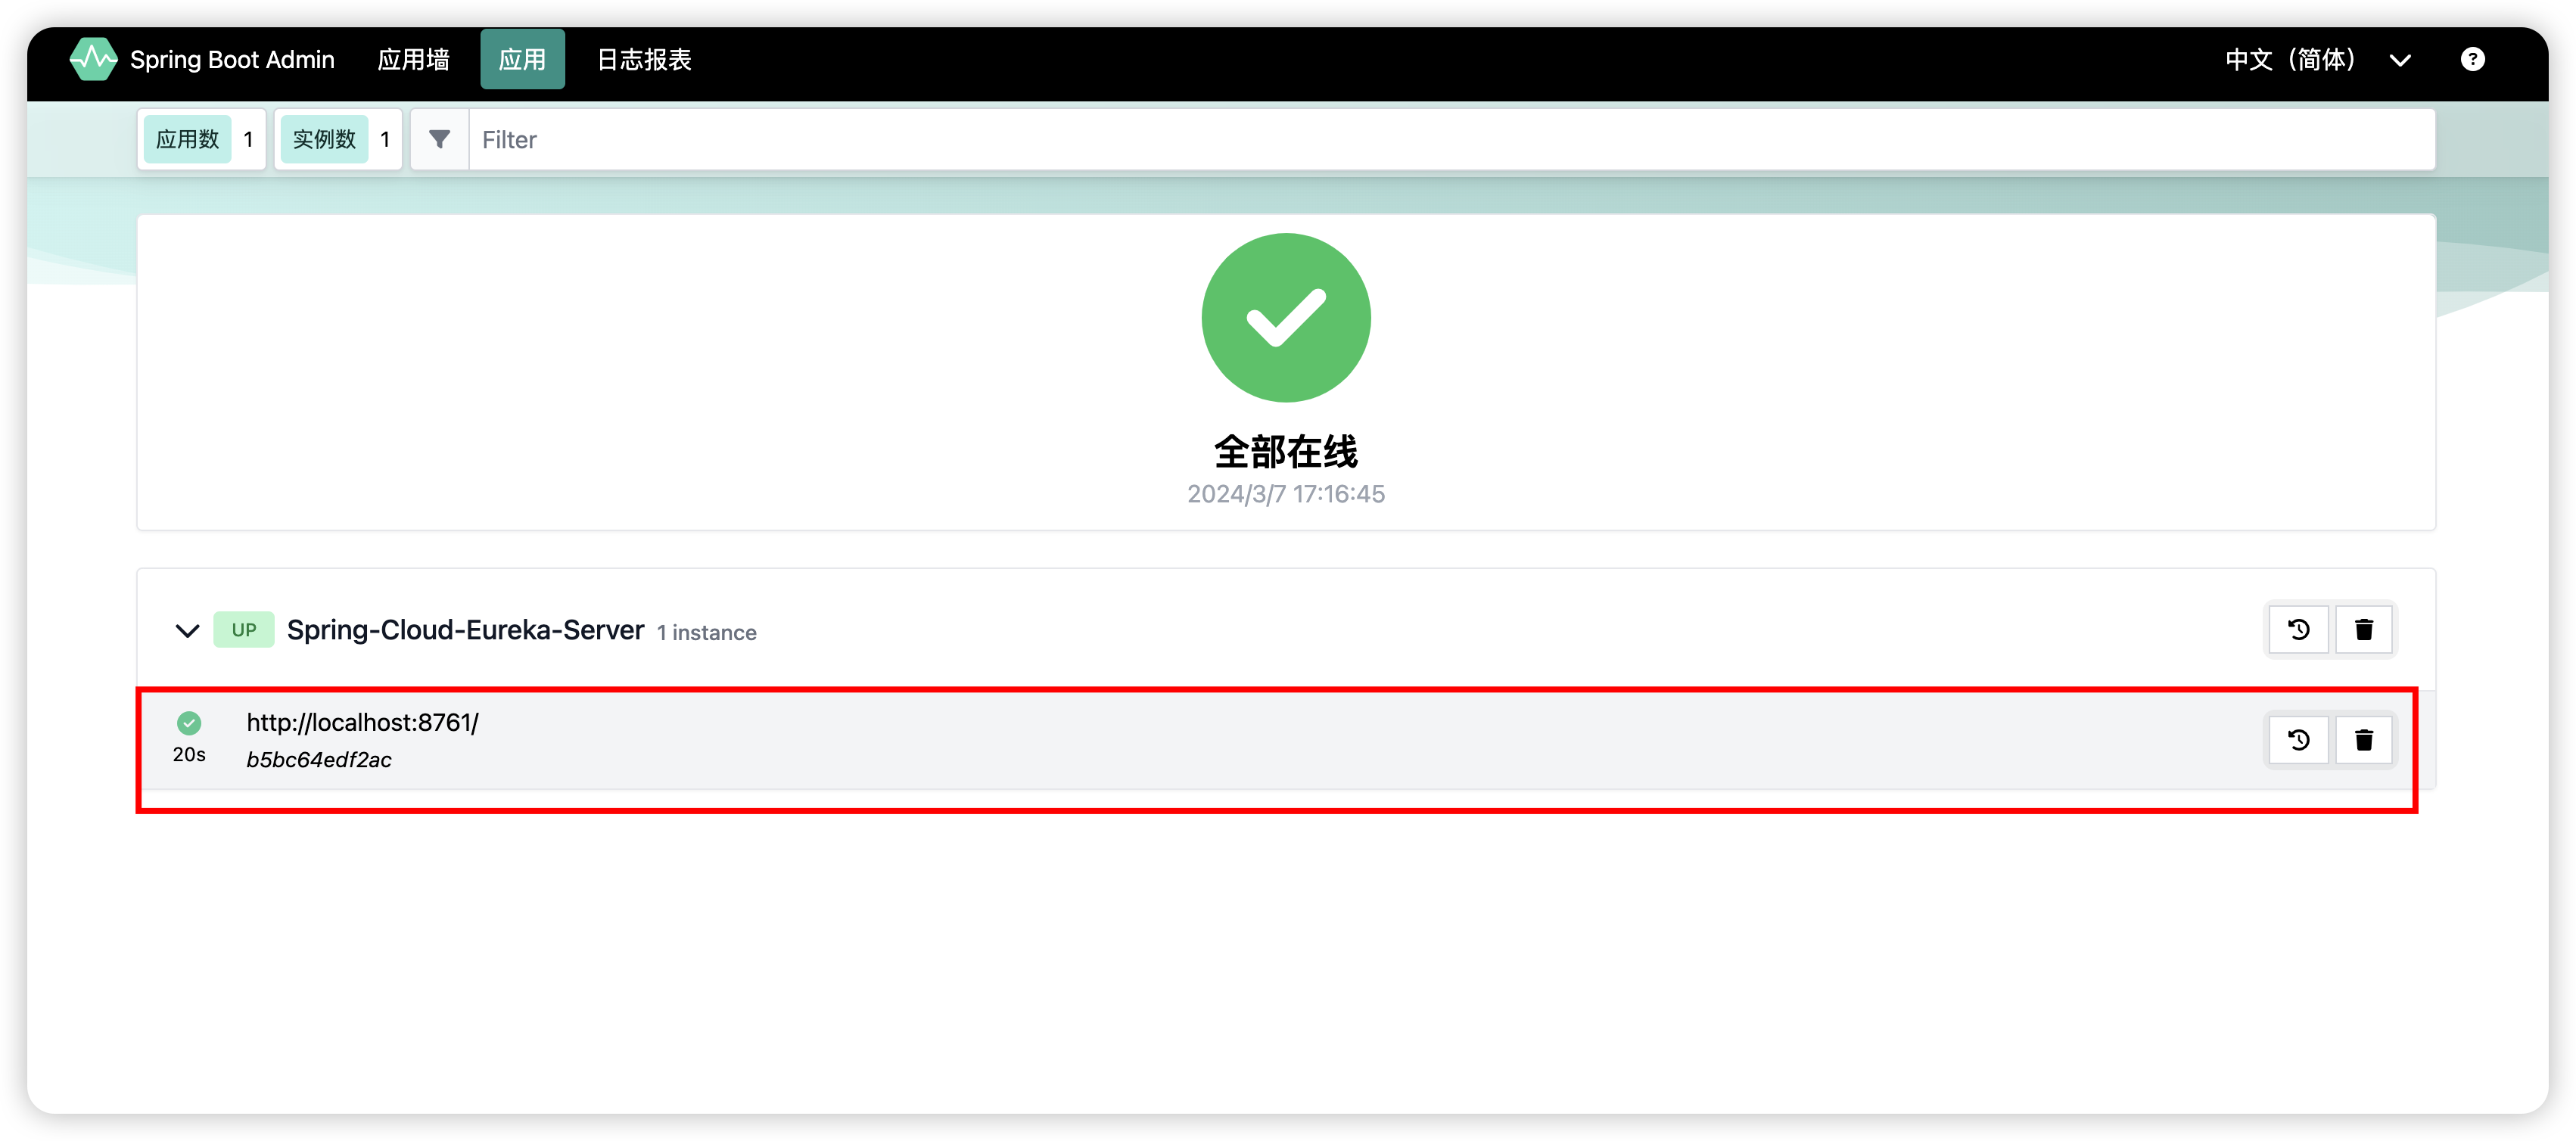 Spring Boot Admin 应用墙 应用 日志报表 中文（简体） ?
应用数 1 实例数 1 Filter
全部在线
2024/3/7 17:16:45
UP Spring-Cloud-Eureka-Server 1 instance
http://localhost:8761/
20s
b5bc64edf2ac